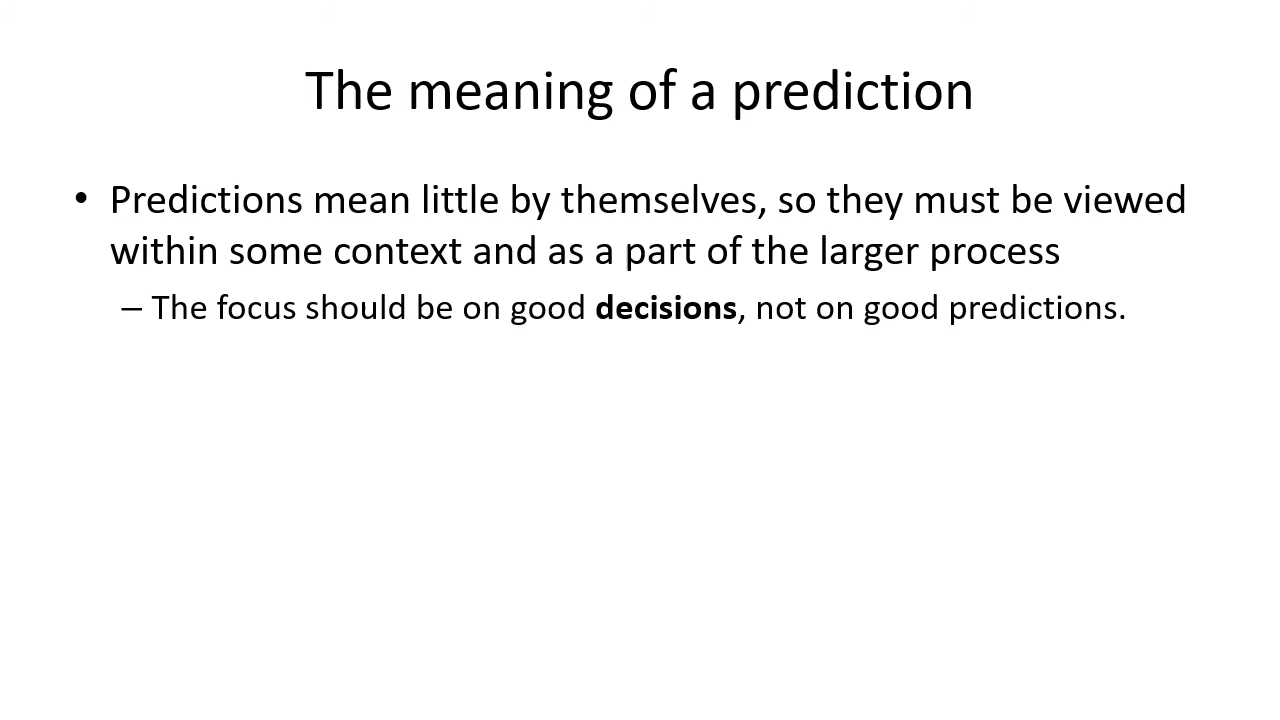 The meaning of a prediction
• Predictions mean little by themselves, so they must be viewed
within some context and as a part of the larger process
– The focus should be on good decisions, not on good predictions.